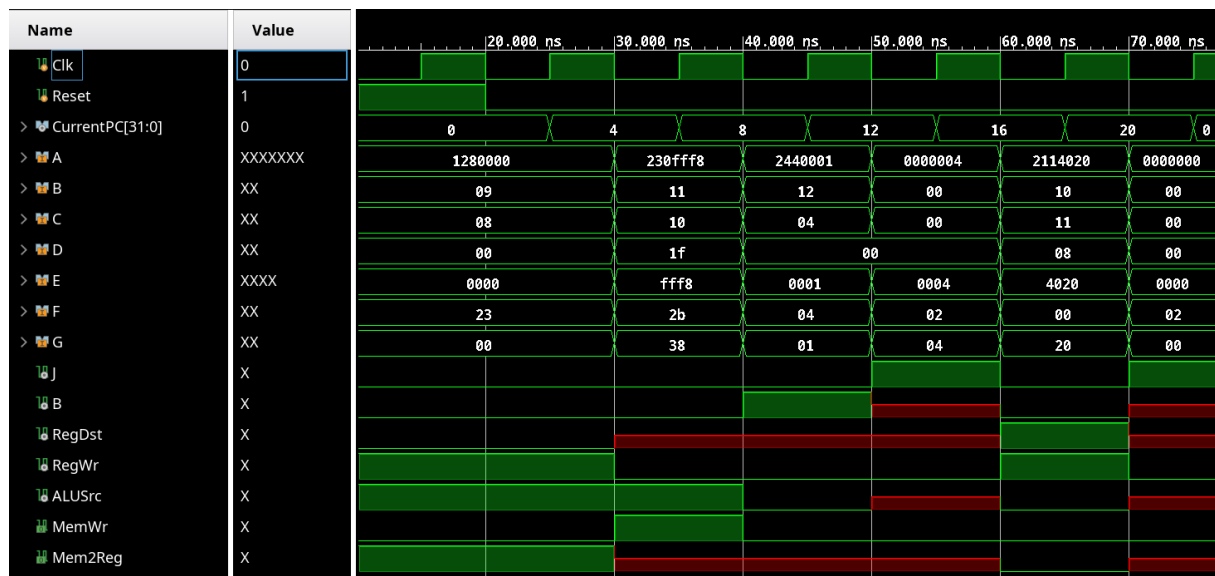 Name Value
20.000 ns 30.000 ns 40.000 ns 50.000 ns 60.000 ns 70.000 ns
Clk 0
Reset 1
CurrentPC[31:0] 0 0 4 8 12 16 20 0
A XXXXXXX 1280000 230fff8 2440001 0000004 2114020 0000000
B XX 09 11 12 00 10 00
C XX 08 10 04 00 11 00
D XX 00 1f 00 08 00
E XXXX 0000 fff8 0001 0004 4020 0000
F XX 23 2b 04 02 00 02
G XX 00 38 01 04 20 00
J X
B X
RegDst X
RegWr X
ALUSrc X
MemWr X
Mem2Reg X